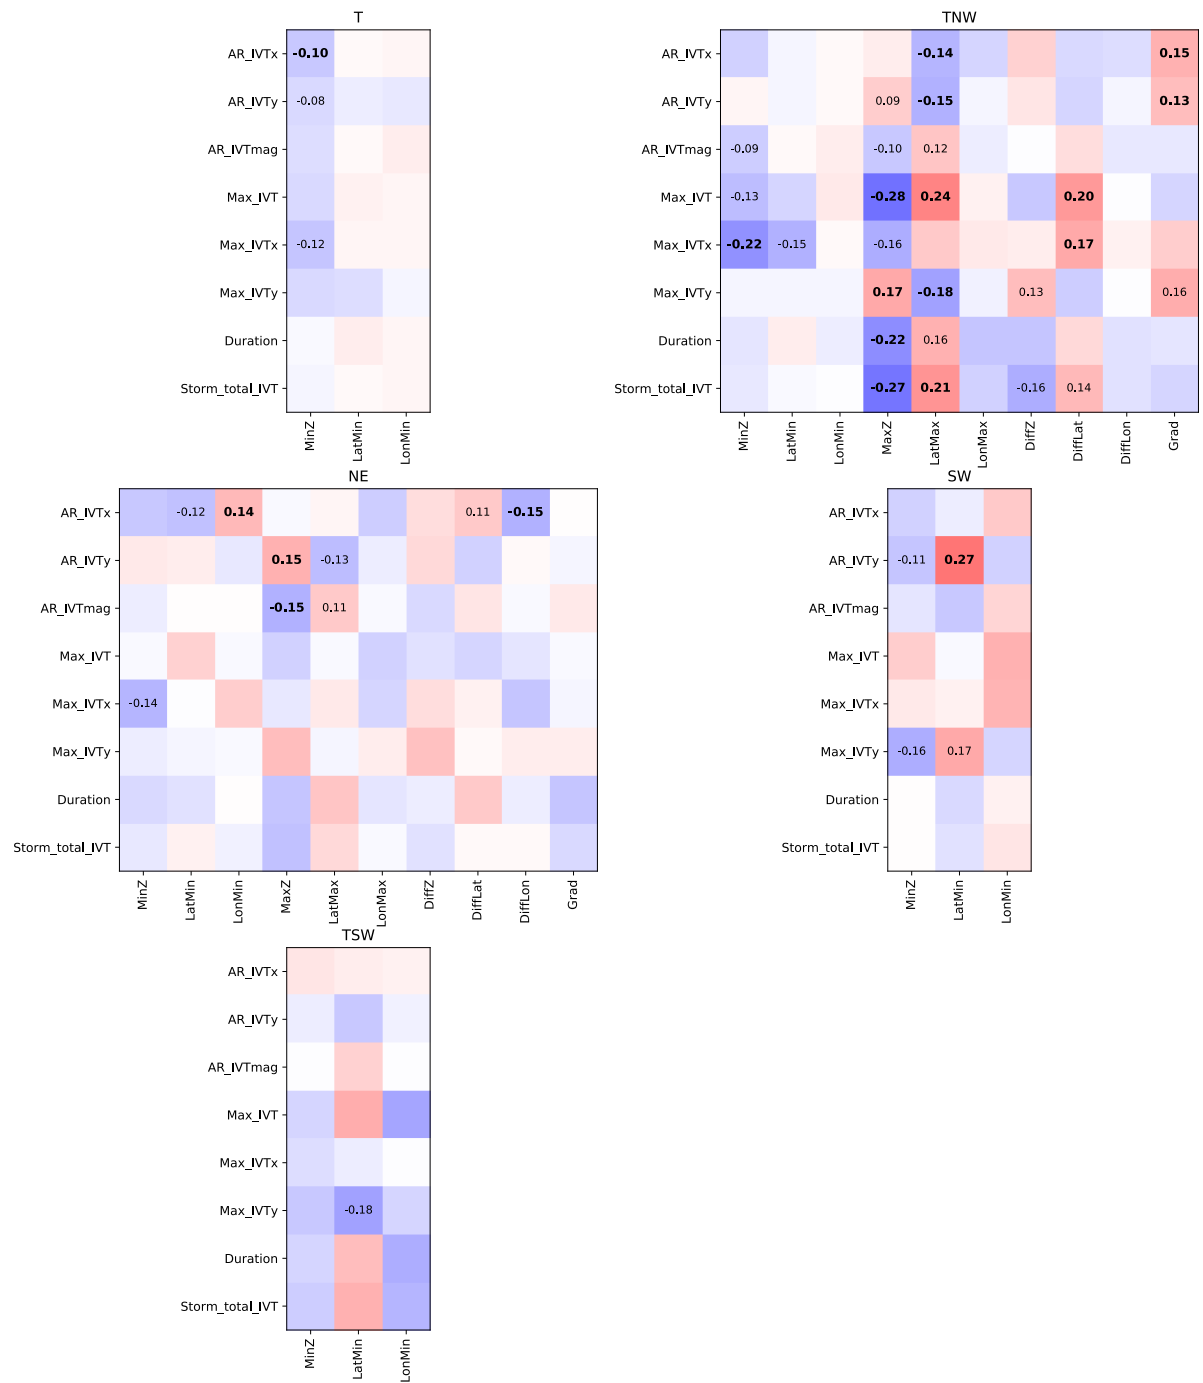 T
AR_IVTx -0.10
AR_IVTy -0.08
AR_IVTmag
Max_IVT
Max_IVTx -0.12
Max_IVTy
Duration
Storm_total_IVT
MinZ LatMin LonMin
TNW
AR_IVTx -0.14 0.15
AR_IVTy 0.09 -0.15 0.13
AR_IVTmag -0.09 -0.10 0.12
Max_IVT -0.13 -0.28 0.24 0.20
Max_IVTx -0.22 -0.15 -0.16 0.17
Max_IVTy 0.17 -0.18 0.13 0.16
Duration -0.22 0.16
Storm_total_IVT -0.27 0.21 -0.16 0.14
MinZ LatMin LonMin MaxZ LatMax LonMax DiffZ DiffLat DiffLon Grad
NE
AR_IVTx -0.12 0.14 0.11 -0.15
AR_IVTy 0.15 -0.13
AR_IVTmag -0.15 0.11
Max_IVT
Max_IVTx -0.14
Max_IVTy
Duration
Storm_total_IVT
MinZ LatMin LonMin MaxZ LatMax LonMax DiffZ DiffLat DiffLon Grad
SW
AR_IVTx
AR_IVTy -0.11 0.27
AR_IVTmag
Max_IVT
Max_IVTx
Max_IVTy -0.16 0.17
Duration
Storm_total_IVT
MinZ LatMin LonMin
TSW
AR_IVTx
AR_IVTy
AR_IVTmag
Max_IVT
Max_IVTx
Max_IVTy -0.18
Duration
Storm_total_IVT
MinZ LatMin LonMin